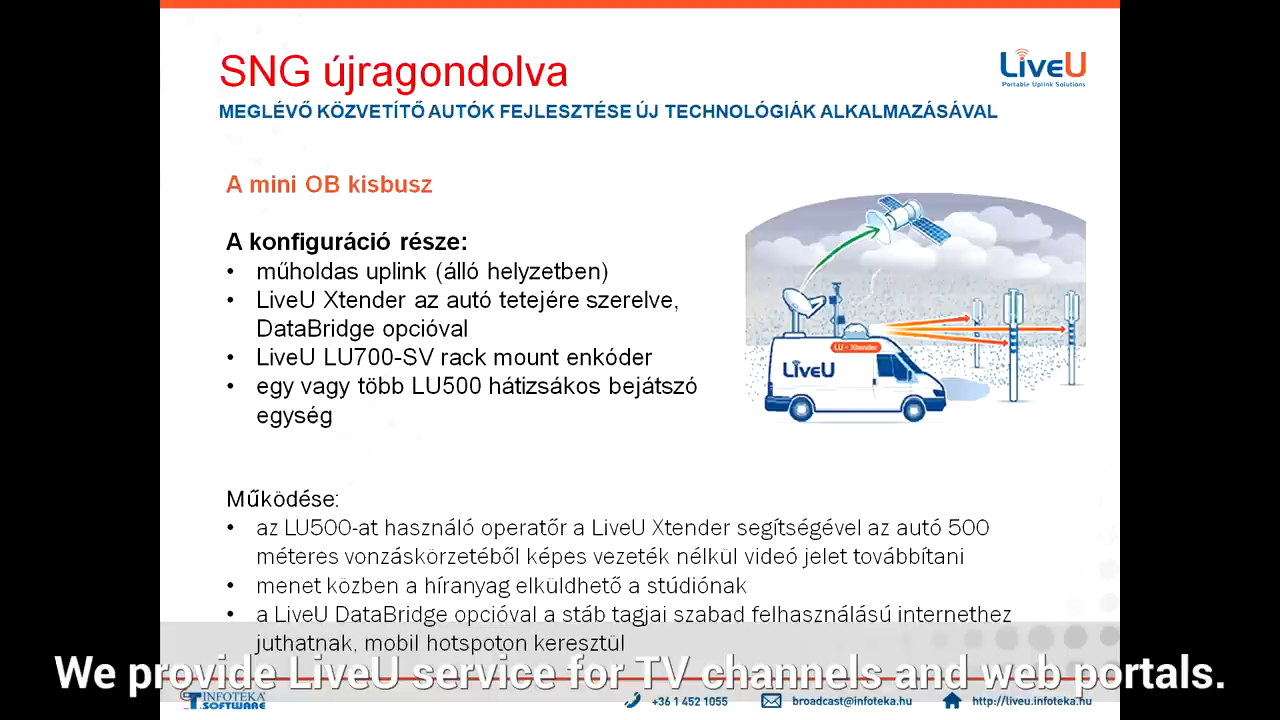 SNG újragondolva
LiveU
Portable Uplink Solutions
MEGLÉVŐ KÖZVETÍTŐ AUTÓK FEJLESZTÉSE ÚJ TECHNOLÓGIÁK ALKALMAZÁSÁVAL
A mini OB kisbusz
A konfiguráció része:
• műholdas uplink (álló helyzetben)
• LiveU Xtender az autó tetejére szerelve,
DataBridge opcióval
• LiveU LU700-SV rack mount enkóder
• egy vagy több LU500 hátizsákos bejátszó
egység
LU - Xtender
LiveU
Működése:
• az LU500-at használó operatőr a LiveU Xtender segítségével az autó 500
méteres vonzáskörzetéből képes vezeték nélkül videó jelet továbbítani
• menet közben a híranyag elküldhető a stúdiónak
• a LiveU DataBridge opcióval a stáb tagjai szabad felhasználású internethez
juthatnak, mobil hotspoton keresztül
We provide LiveU service for TV channels and web portals.
INFOTÉKA
SOFTWARE
+36 1 452 1055
broadcast@infoteka.hu
http://liveu.infoteka.hu